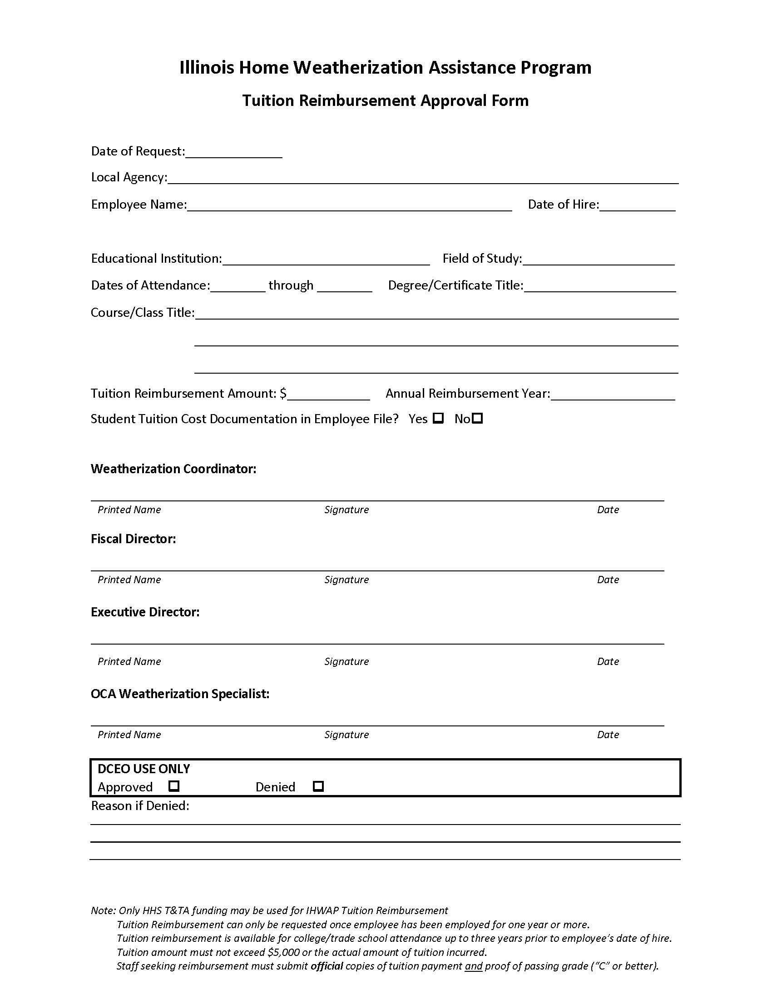 Illinois Home Weatherization Assistance Program
Tuition Reimbursement Approval Form
Date of Request:
Local Agency:
Employee Name: Date of Hire:
Educational Institution: Field of Study:
Dates of Attendance: through Degree/Certificate Title:
Course/Class Title:
Tuition Reimbursement Amount: $ Annual Reimbursement Year:
Student Tuition Cost Documentation in Employee File? Yes ☐ No☐
Weatherization Coordinator:
Printed Name Signature Date
Fiscal Director:
Printed Name Signature Date
Executive Director:
Printed Name Signature Date
OCA Weatherization Specialist:
Printed Name Signature Date
DCEO USE ONLY
Approved ☐ Denied ☐
Reason if Denied:
Note: Only HHS T&TA funding may be used for IHWAP Tuition Reimbursement
Tuition Reimbursement can only be requested once employee has been employed for one year or more.
Tuition reimbursement is available for college/trade school attendance up to three years prior to employee’s date of hire.
Tuition amount must not exceed $5,000 or the actual amount of tuition incurred.
Staff seeking reimbursement must submit official copies of tuition payment and proof of passing grade (“C” or better).